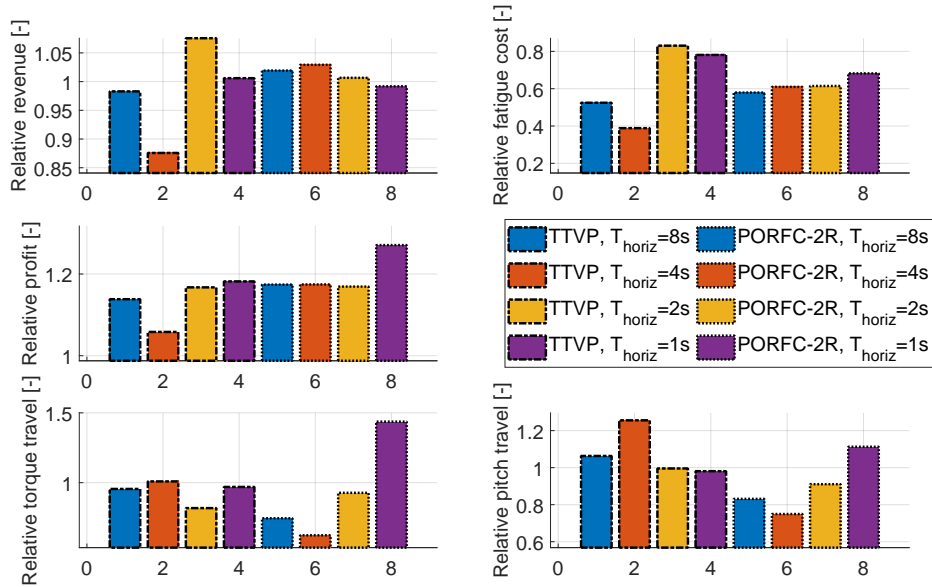 Relative revenue [-]
1.05
1
0.95
0.9
0.85
0 2 4 6 8
Relative fatigue cost [-]
0.8
0.6
0.4
0.2
0 2 4 6 8
Relative profit [-]
1.2
1
0 2 4 6 8
TTVP, T_horiz=8s PORFC-2R, T_horiz=8s
TTVP, T_horiz=4s PORFC-2R, T_horiz=4s
TTVP, T_horiz=2s PORFC-2R, T_horiz=2s
TTVP, T_horiz=1s PORFC-2R, T_horiz=1s
Relative torque travel [-]
1.5
1
0 2 4 6 8
Relative pitch travel [-]
1.2
1
0.8
0.6
0 2 4 6 8